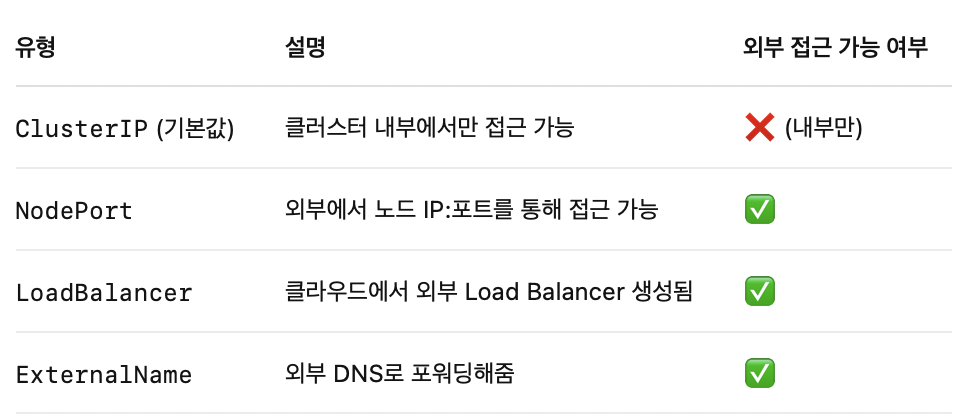 유형 설명 외부 접근 가능 여부
ClusterIP (기본값) 클러스터 내부에서만 접근 가능 ❌ (내부만)
NodePort 외부에서 노드 IP:포트를 통해 접근 가능 ✅
LoadBalancer 클라우드에서 외부 Load Balancer 생성됨 ✅
ExternalName 외부 DNS로 포워딩해줌 ✅